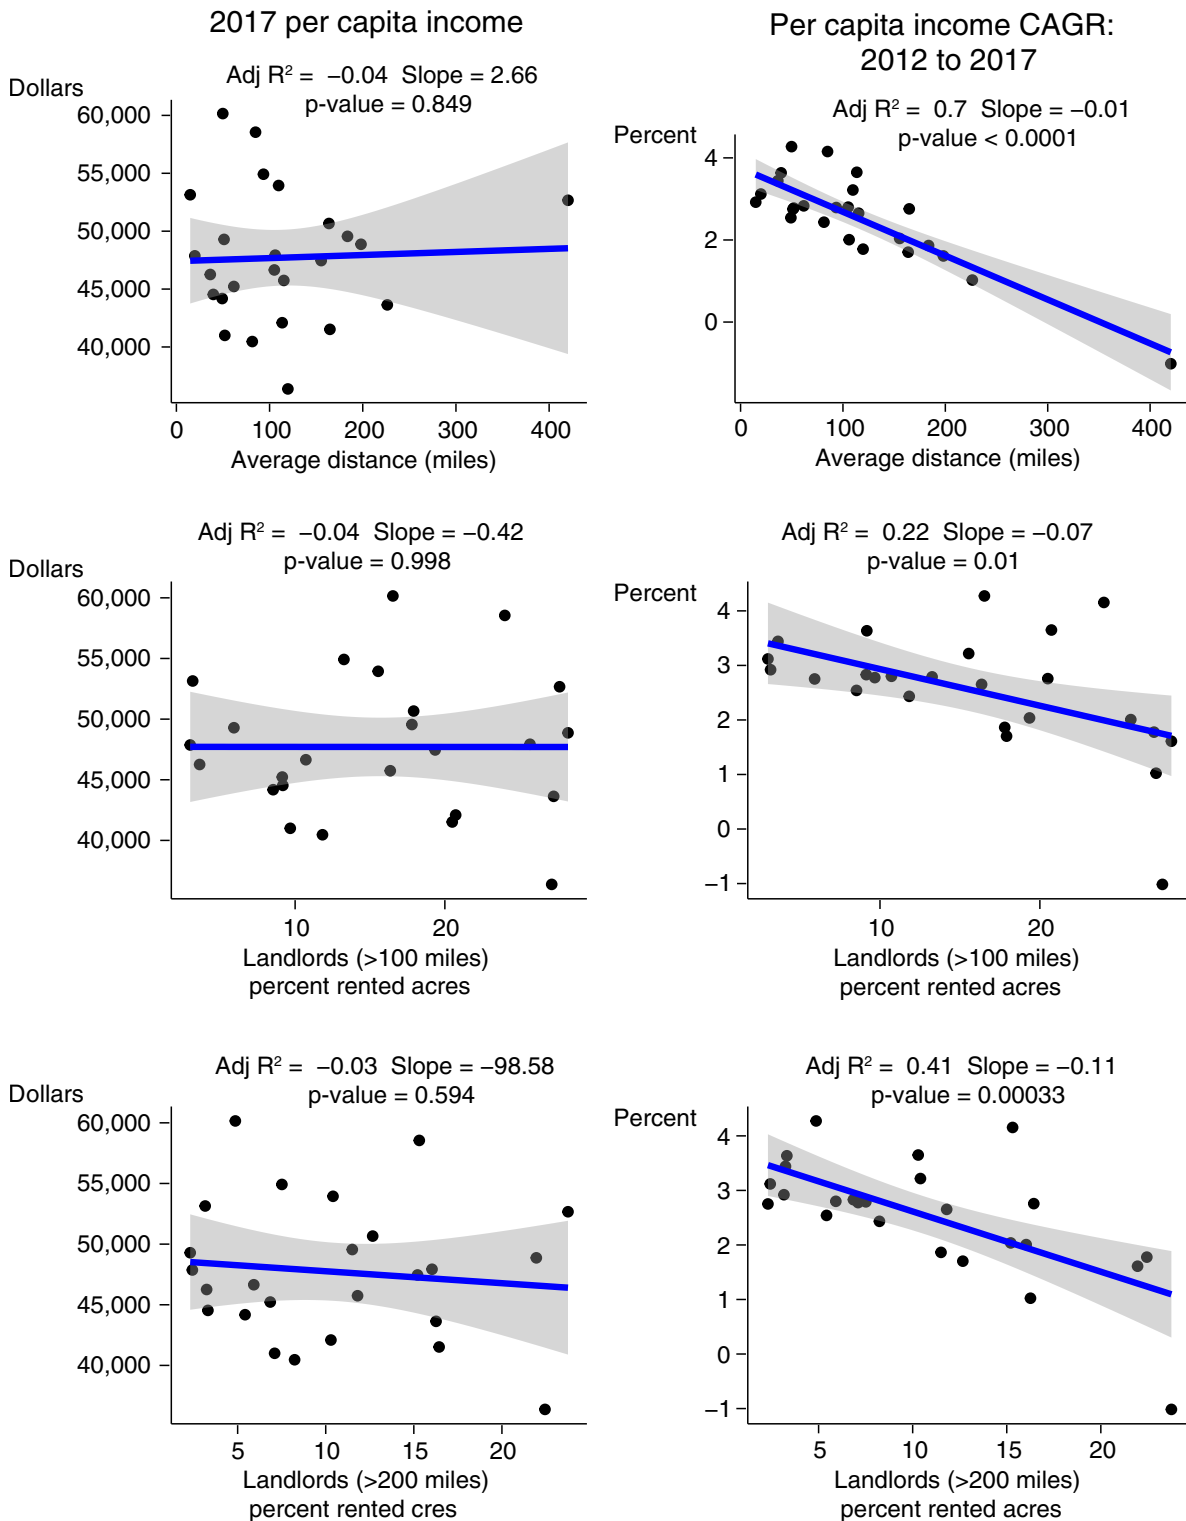 2017 per capita income
Per capita income CAGR:
2012 to 2017
Adj R² = −0.04 Slope = 2.66
p-value = 0.849
Dollars
60,000
55,000
50,000
45,000
40,000
0 100 200 300 400
Average distance (miles)
Adj R² = 0.7 Slope = −0.01
p-value < 0.0001
Percent
4
2
0
0 100 200 300 400
Average distance (miles)
Adj R² = −0.04 Slope = −0.42
p-value = 0.998
Dollars
60,000
55,000
50,000
45,000
40,000
10 20
Landlords (>100 miles)
percent rented acres
Adj R² = 0.22 Slope = −0.07
p-value = 0.01
Percent
4
3
2
1
0
−1
10 20
Landlords (>100 miles)
percent rented acres
Adj R² = −0.03 Slope = −98.58
p-value = 0.594
Dollars
60,000
55,000
50,000
45,000
40,000
5 10 15 20
Landlords (>200 miles)
percent rented cres
Adj R² = 0.41 Slope = −0.11
p-value = 0.00033
Percent
4
3
2
1
0
−1
5 10 15 20
Landlords (>200 miles)
percent rented acres